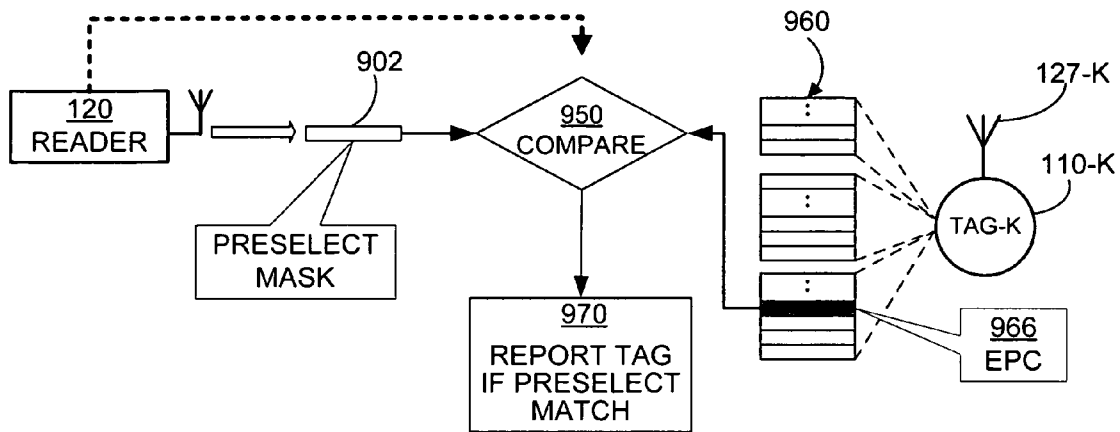 902
960
127-K
120
READER
950
COMPARE
110-K
TAG-K
PRESELECT
MASK
970
REPORT TAG
IF PRESELECT
MATCH
966
EPC